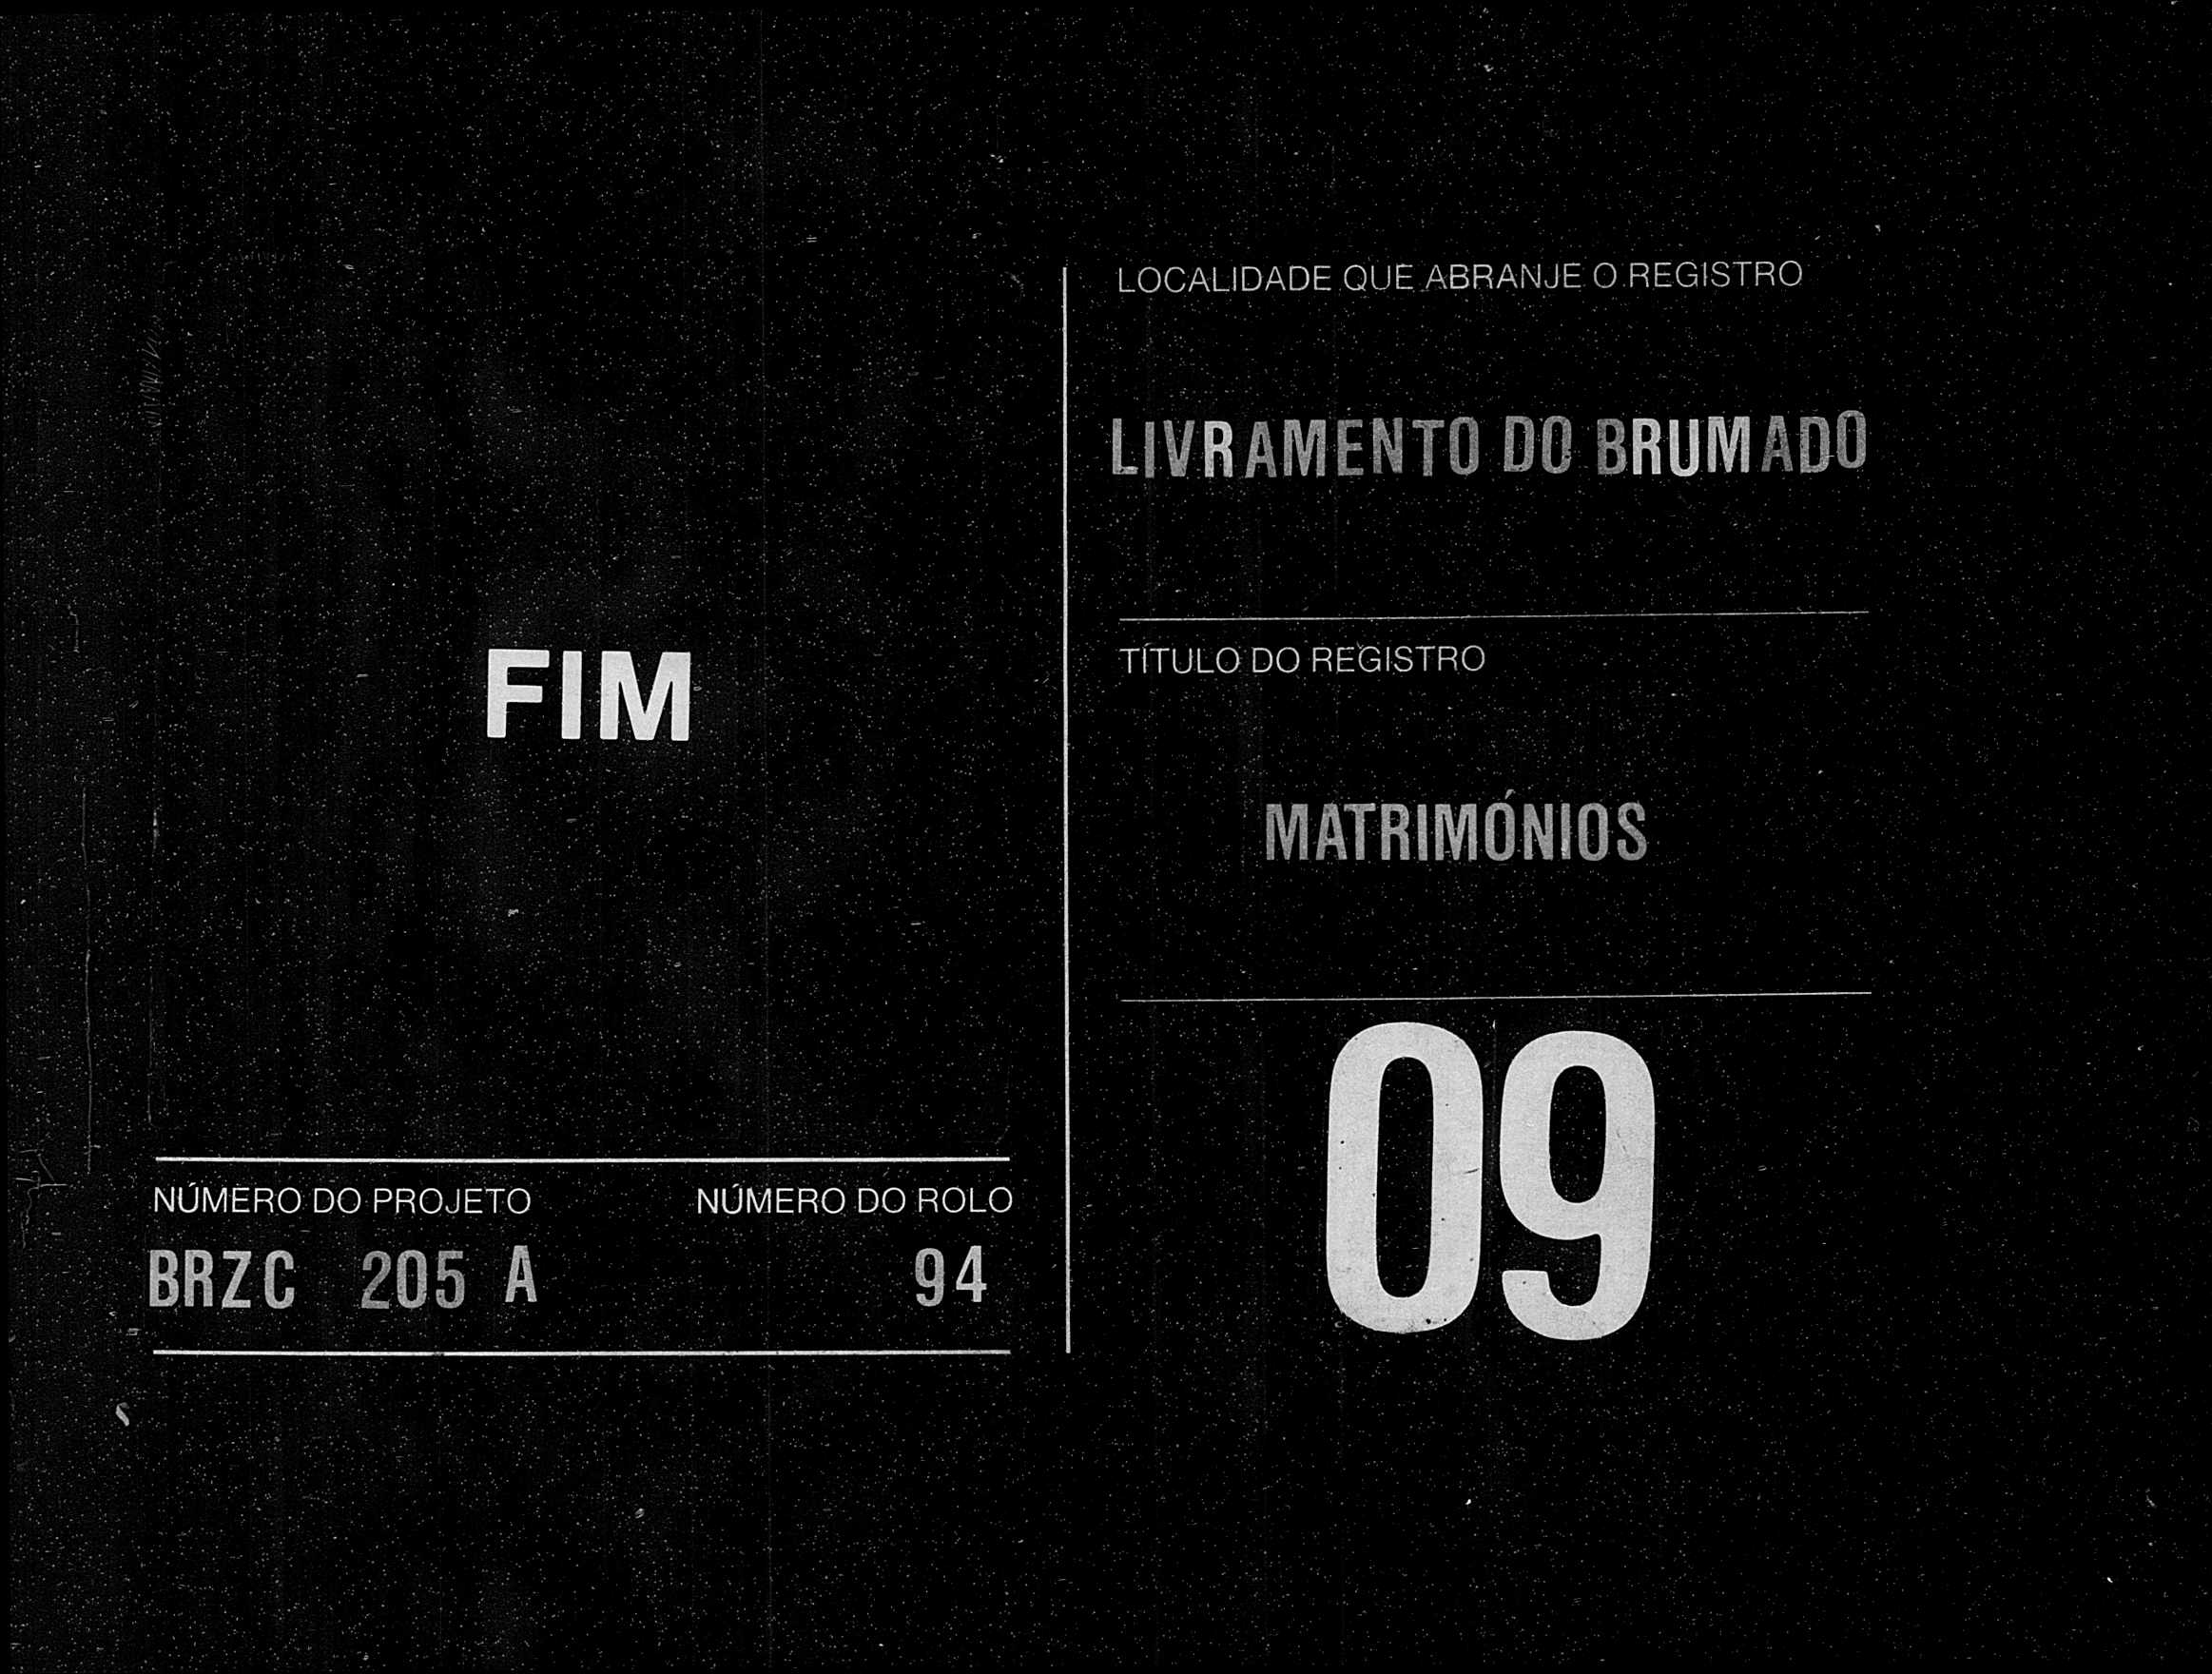 FIM
NÚMERO DO PROJETO
BRZC 205 A
NÚMERO DO ROLO
94
LOCALIDADE QUE ABRANJE O REGISTRO
LIVRAMENTO DO BRUMADO
TÍTULO DO REGISTRO
MATRIMÓNIOS
09